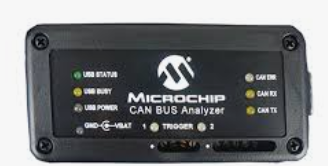 USB STATUS
CAN ERR
USB BUSY
MICROCHIP
CAN RX
USB POWER
CAN BUS Analyzer
CAN TX
GND VBAT 1 TRIGGER 2